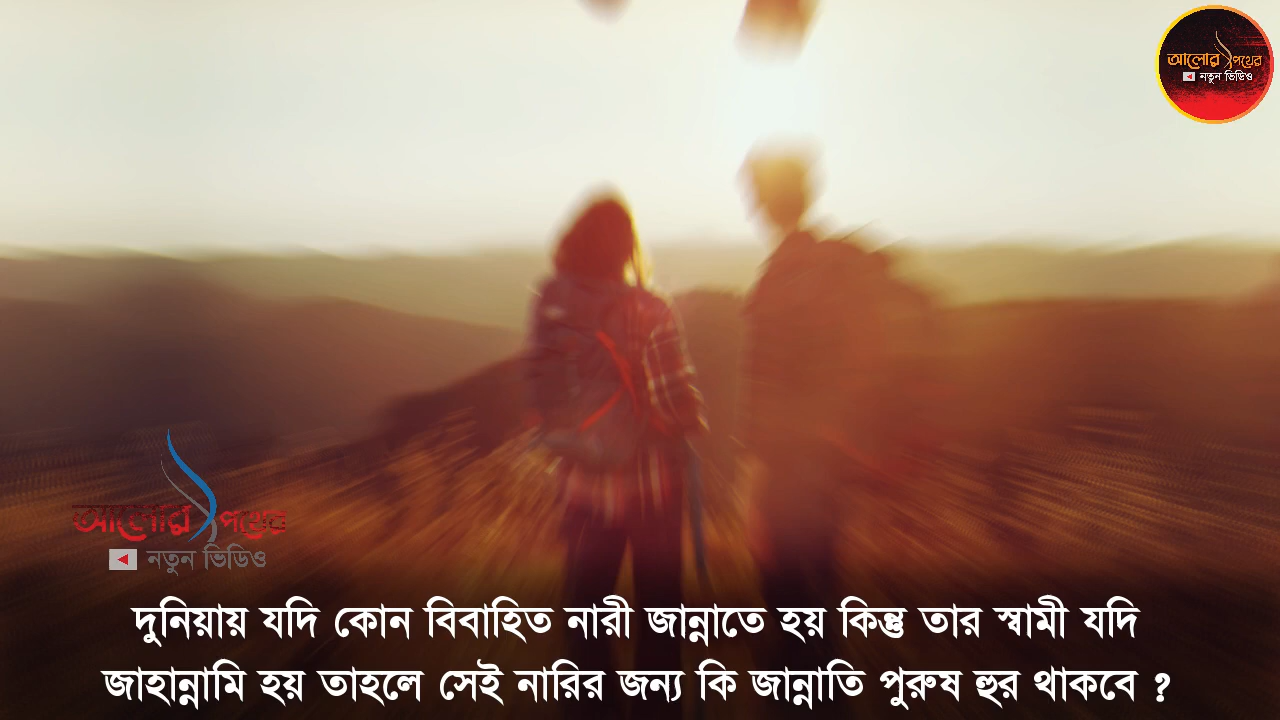 আলোর পথের
নতুন ভিডিও
আলোর পথের
নতুন ভিডিও
দুনিয়ায় যদি কোন বিবাহিত নারী জান্নাতে হয় কিন্তু তার স্বামী যদি
জাহান্নামি হয় তাহলে সেই নারির জন্য কি জান্নাতি পুরুষ হুর থাকবে ?